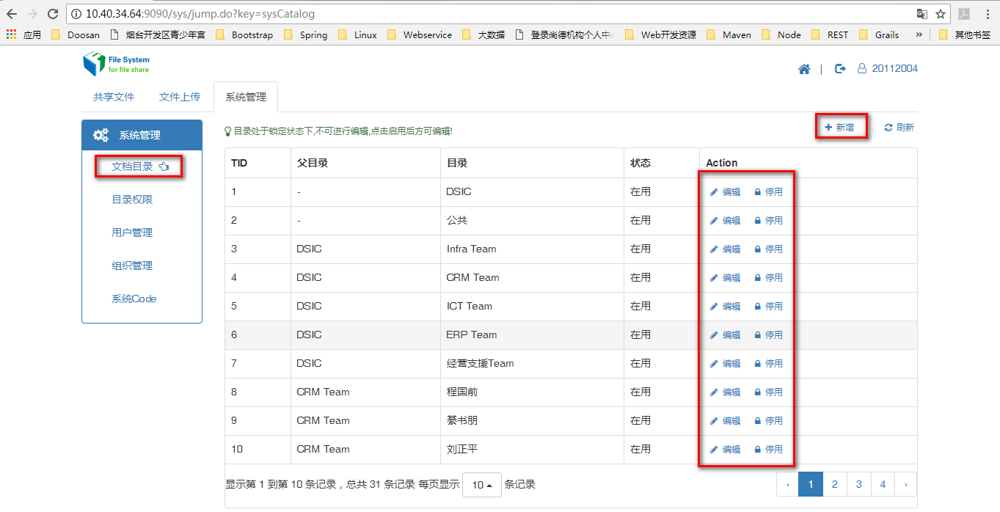 10.40.34.64:9090/sys/jump.do?key=sysCatalog
应用 Doosan 烟台开发区青少年宫 Bootstrap Spring Linux Webservice 大数据 登录尚德机构个人中 Web开发资源 Maven Node REST Grails » 其他书签
File System
for file share
| 20112004
共享文件 文件上传 系统管理
系统管理
文档目录
目录权限
用户管理
组织管理
系统Code
目录处于锁定状态下,不可进行编辑,点击启用后方可编辑!
新增 刷新
TID 父目录 目录 状态 Action
1 - DSIC 在用 编辑 停用
2 - 公共 在用 编辑 停用
3 DSIC Infra Team 在用 编辑 停用
4 DSIC CRM Team 在用 编辑 停用
5 DSIC ICT Team 在用 编辑 停用
6 DSIC ERP Team 在用 编辑 停用
7 DSIC 经营支援Team 在用 编辑 停用
8 CRM Team 程国前 在用 编辑 停用
9 CRM Team 綦书朋 在用 编辑 停用
10 CRM Team 刘正平 在用 编辑 停用
显示第 1 到第 10 条记录，总共 31 条记录 每页显示 10 条记录
‹ 1 2 3 4 ›